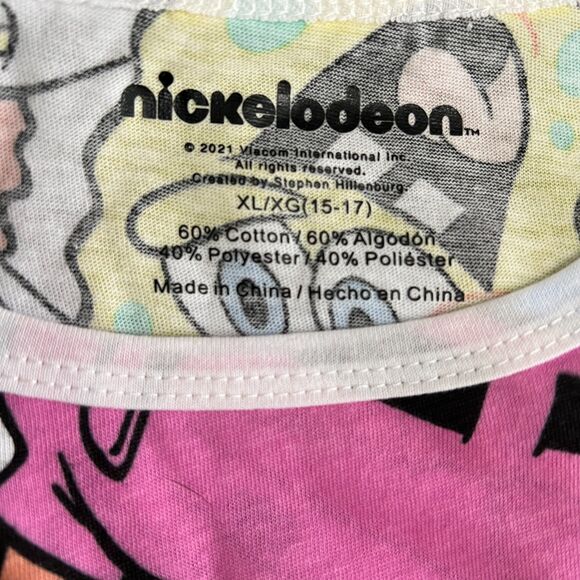 nickelodeon™
© 2021 Viacom International Inc.
All rights reserved.
Created by Stephen Hillenburg.
XL/XG(15-17)
60% Cotton / 60% Algodón
40% Polyester / 40% Poliéster
Made in China / Hecho en China